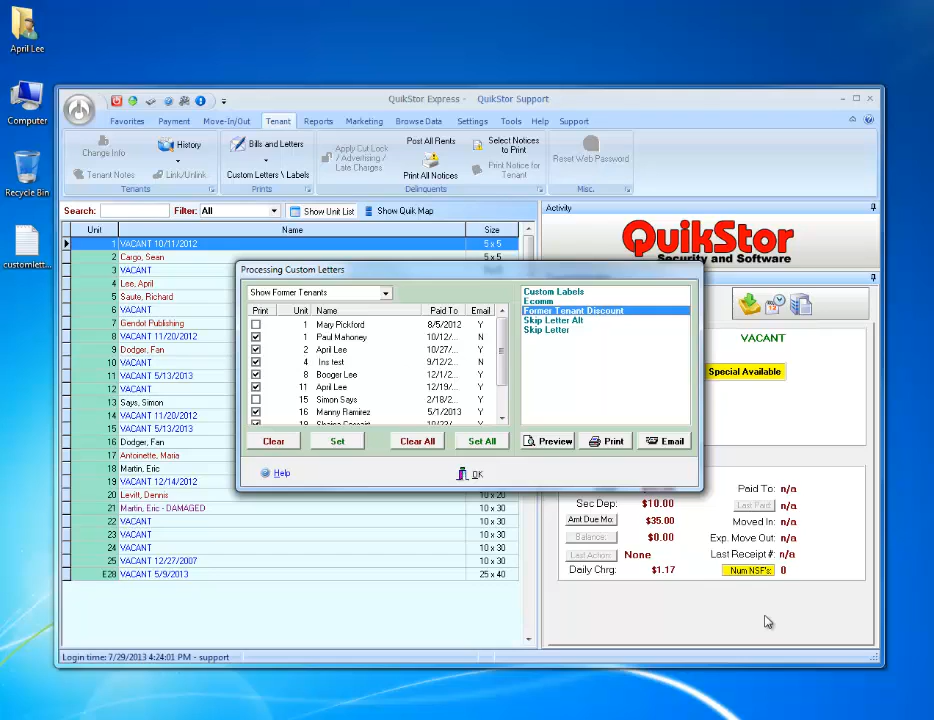 April Lee
Computer
Recycle Bin
customlett...
QuikStor Express - QuikStor Support
Favorites Payment Move-In/Out Tenant Reports Marketing Browse Data Settings Tools Help Support
Change Info
Tenant Notes
History
Link/Unlink
Tenants
Bills and Letters
Custom Letters \ Labels
Prints
Apply Cut Lock
/ Advertising /
Late Charges
Post All Rents
Print All Notices
Select Notices
to Print
Print Notice for
Tenant
Delinquents
Reset Web Password
Misc.
Search: Filter: All Show Unit List Show Quik Map
Unit Name Size
1 VACANT 10/11/2012 5 x 5
2 Cargo, Sean 5 x 5
3 VACANT
4 Lee, April
5 Saute, Richard
6 VACANT
7 Gendot Publishing
8 VACANT 11/20/2012
9 Dodger, Fan
10 VACANT
11 VACANT 5/13/2013
12 VACANT
13 Says, Simon
14 VACANT 11/20/2012
15 VACANT 5/13/2013
16 Dodger, Fan
17 Antoinette, Maria
18 Martin, Eric
19 VACANT 12/14/2012
20 Levitt, Dennis 10 x 20
21 Martin, Eric - DAMAGED 10 x 30
22 VACANT 10 x 30
23 VACANT 10 x 30
24 VACANT 10 x 30
25 VACANT 12/27/2007 10 x 30
E28 VACANT 5/9/2013 25 x 40
Login time: 7/29/2013 4:24:01 PM - support
Activity
QuikStor
Security and Software
VACANT
Special Available
Sec Dep: $10.00
Amt Due Mo: $35.00
Balance: $0.00
Last Action: None
Daily Chrg: $1.17
Paid To: n/a
Last Paid: n/a
Moved In: n/a
Exp. Move Out: n/a
Last Receipt #: n/a
Num NSF's: 0
Processing Custom Letters
Show Former Tenants
Print Unit Name Paid To Email
1 Mary Pickford 8/5/2012 Y
1 Paul Mahoney 10/12/... N
2 April Lee 10/27/... Y
4 Ins test 9/12/2... N
8 Booger Lee 12/1/2... Y
11 April Lee 12/19/... Y
15 Simon Says 2/18/2... Y
16 Manny Ramirez 5/1/2013 Y
Custom Labels
Ecomm
Former Tenant Discount
Skip Letter Alt
Skip Letter
Clear Set Clear All Set All Preview Print Email
Help OK